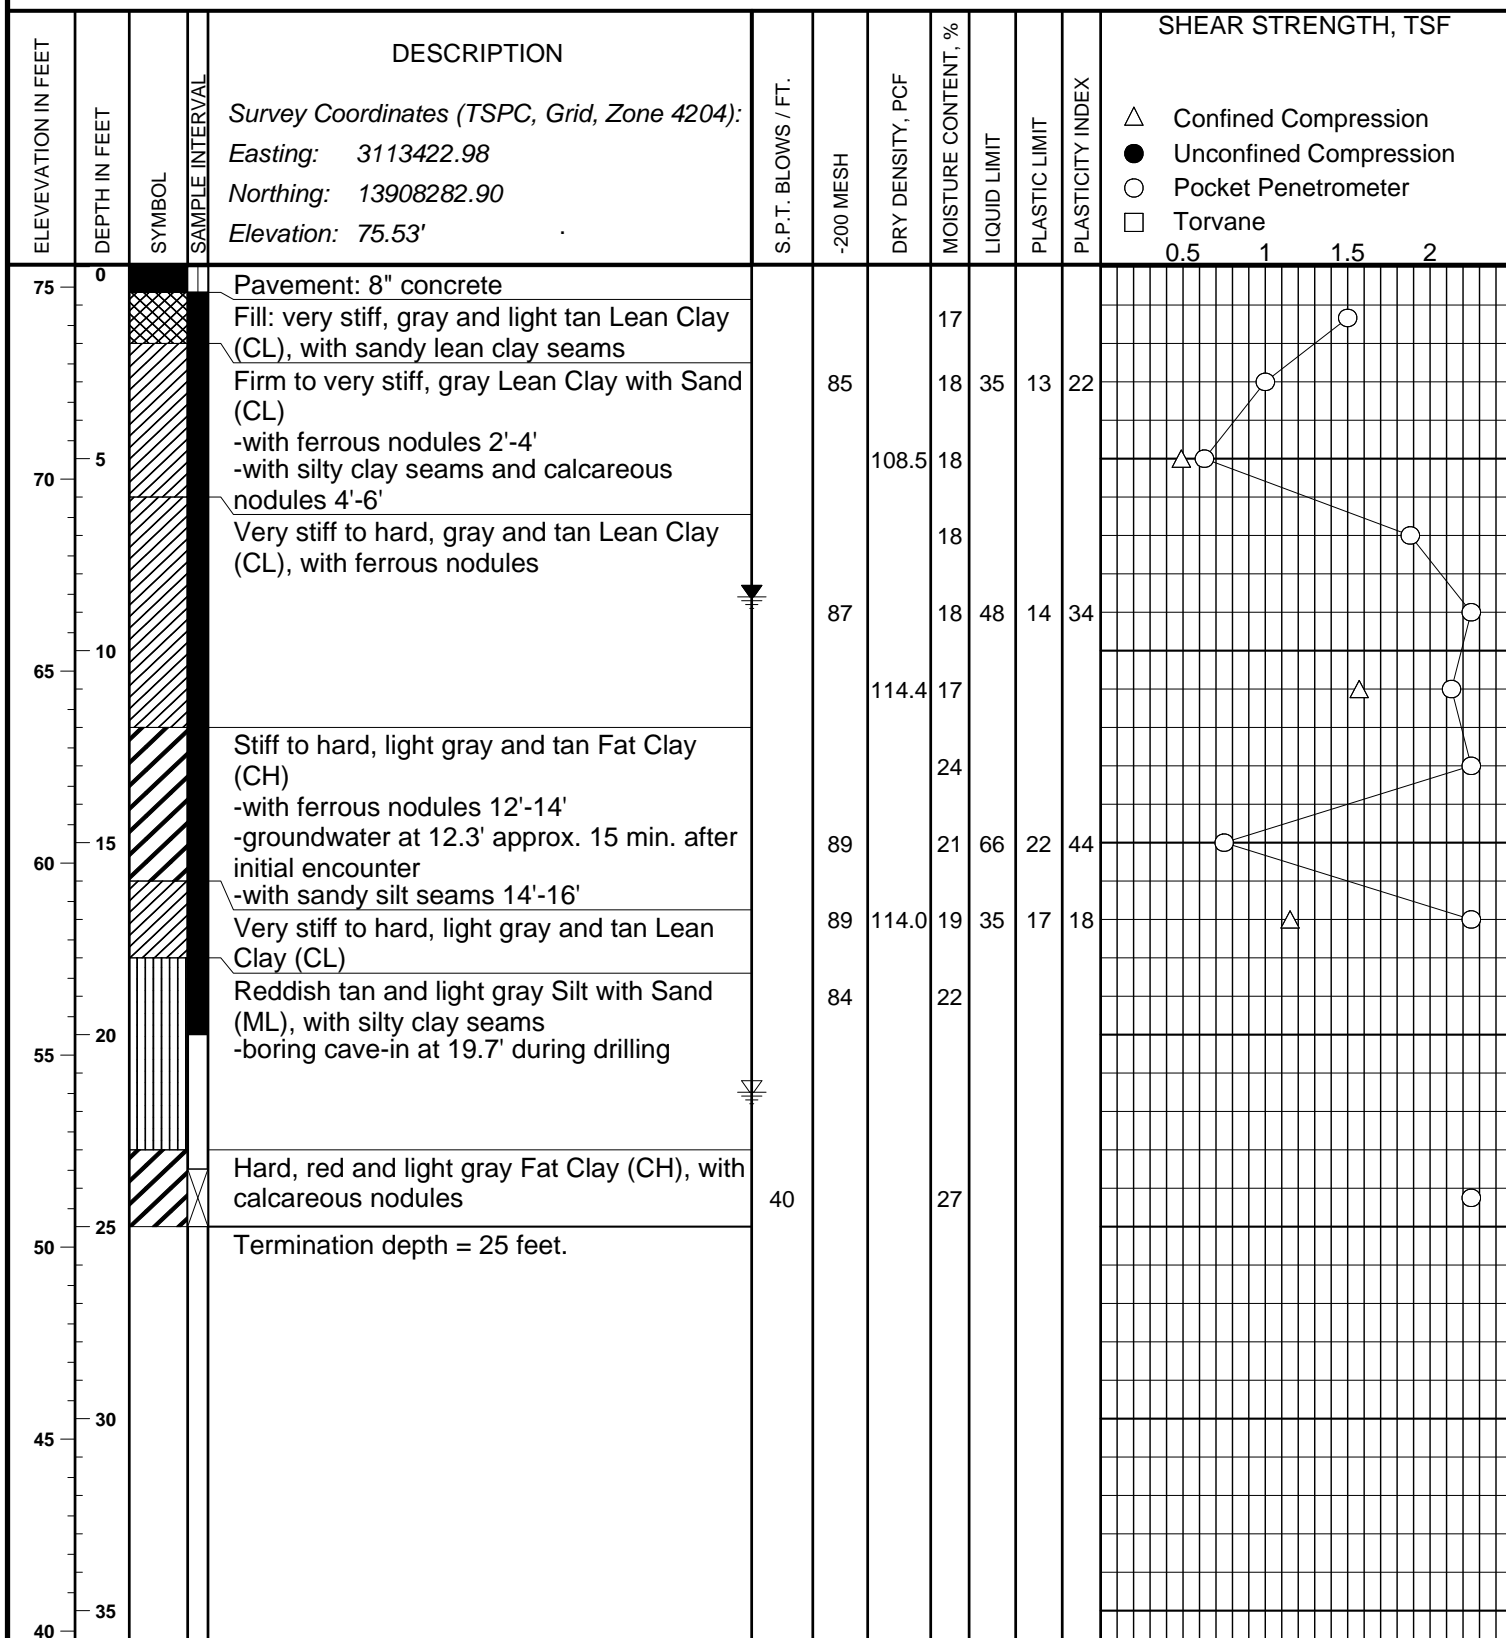 ELEVEVATION IN FEET
DEPTH IN FEET
SYMBOL
SAMPLE INTERVAL
DESCRIPTION
Survey Coordinates (TSPC, Grid, Zone 4204):
Easting: 3113422.98
Northing: 13908282.90
Elevation: 75.53' .
S.P.T. BLOWS / FT.
-200 MESH
DRY DENSITY, PCF
MOISTURE CONTENT, %
LIQUID LIMIT
PLASTIC LIMIT
PLASTICITY INDEX
SHEAR STRENGTH, TSF
Confined Compression
Unconfined Compression
Pocket Penetrometer
Torvane
0.5 1 1.5 2
0
75
Pavement: 8" concrete
Fill: very stiff, gray and light tan Lean Clay 17
(CL), with sandy lean clay seams
Firm to very stiff, gray Lean Clay with Sand 85 18 35 13 22
(CL)
-with ferrous nodules 2'-4'
5 108.5 18
-with silty clay seams and calcareous
70
nodules 4'-6'
Very stiff to hard, gray and tan Lean Clay 18
(CL), with ferrous nodules
87 18 48 14 34
10
65
114.4 17
Stiff to hard, light gray and tan Fat Clay
(CH) 24
-with ferrous nodules 12'-14'
-groundwater at 12.3' approx. 15 min. after
15 89 21 66 22 44
60
initial encounter
-with sandy silt seams 14'-16'
Very stiff to hard, light gray and tan Lean 89 114.0 19 35 17 18
Clay (CL)
Reddish tan and light gray Silt with Sand 84 22
(ML), with silty clay seams
20
-boring cave-in at 19.7' during drilling
55
Hard, red and light gray Fat Clay (CH), with
calcareous nodules 40 27
25
50 Termination depth = 25 feet.
30
45
35
40